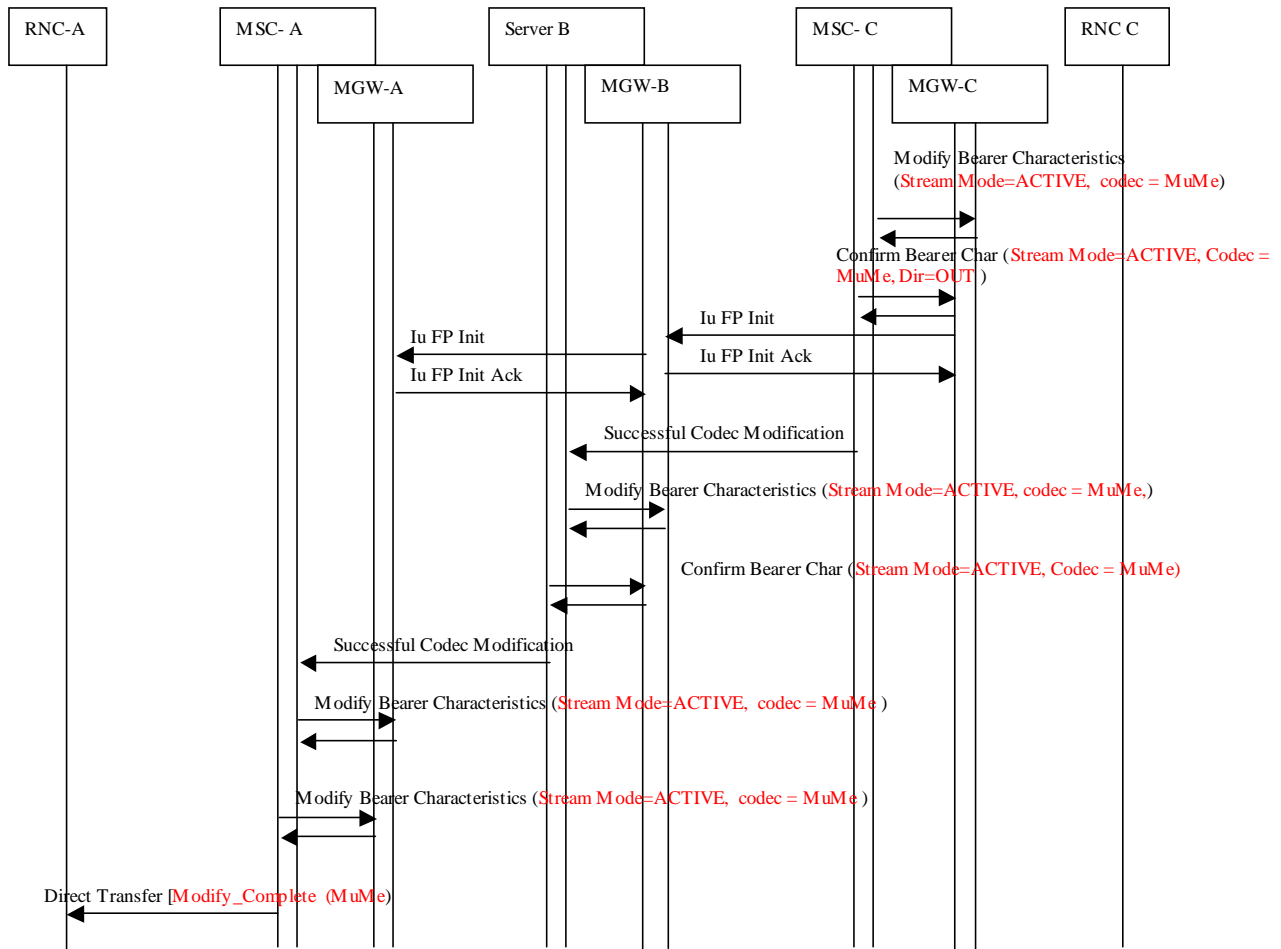 RNC-A
MSC- A
Server B
MSC- C
RNC C
MGW-A
MGW-B
MGW-C
Modify Bearer Characteristics
(Stream Mode=ACTIVE, codec = MuMe)
Confirm Bearer Char (Stream Mode=ACTIVE, Codec =
MuMe, Dir=OUT )
Iu FP Init
Iu FP Init
Iu FP Init Ack
Iu FP Init Ack
Successful Codec Modification
Modify Bearer Characteristics (Stream Mode=ACTIVE, codec = MuMe,)
Confirm Bearer Char (Stream Mode=ACTIVE, Codec = MuMe)
Successful Codec Modification
Modify Bearer Characteristics (Stream Mode=ACTIVE, codec = MuMe )
Modify Bearer Characteristics (Stream Mode=ACTIVE, codec = MuMe )
Direct Transfer [Modify_Complete (MuMe)